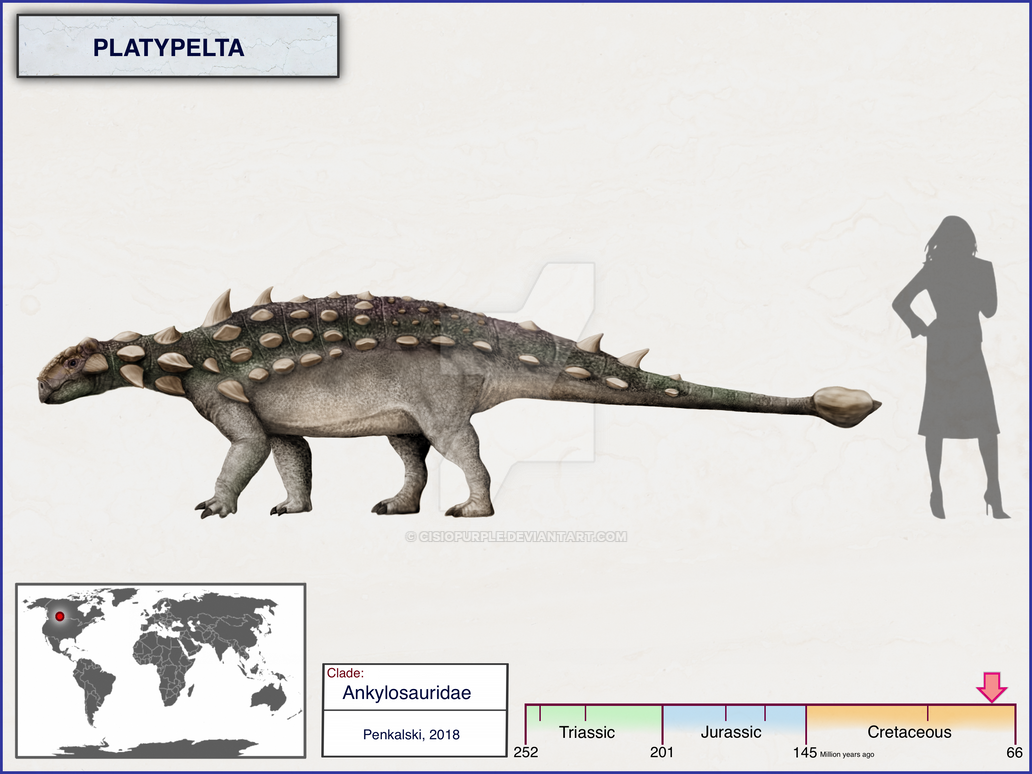 PLATYPELTA
© CISIOPURPLE.DEVIANTART.COM
Clade:
Ankylosauridae
Penkalski, 2018
Triassic Jurassic Cretaceous
252 201 145 Million years ago 66